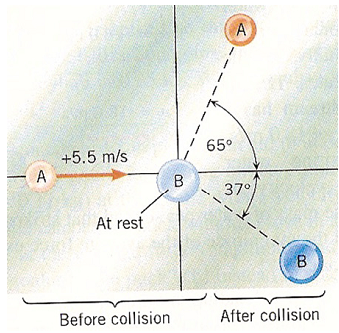 A
+5.5 m/s
65°
A
B
37°
At rest
B
Before collision
After collision